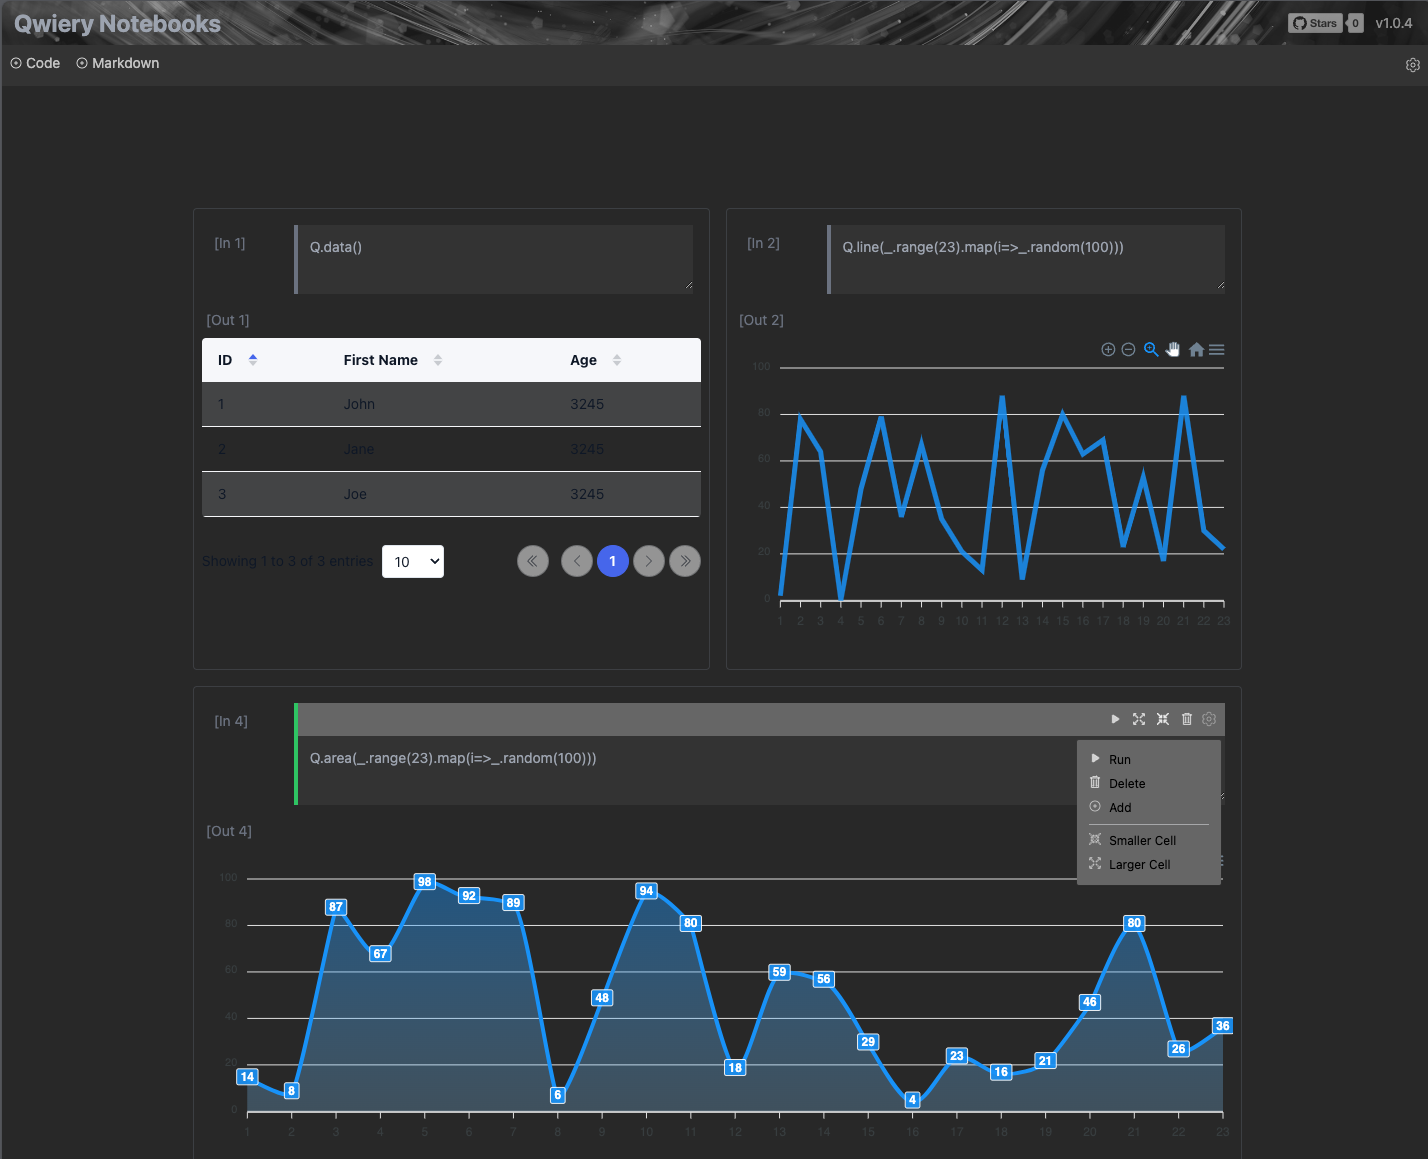 Qwiery Notebooks
Stars 0 v1.0.4
Code Markdown
[In 1] Q.data()
[Out 1]
ID First Name Age
1 John 3245
2 Jane 3245
3 Joe 3245
Showing 1 to 3 of 3 entries 10 1
[In 2] Q.line(_.range(23).map(i=>_.random(100)))
[Out 2]
100
80
60
40
20
0
1 2 3 4 5 6 7 8 9 10 11 12 13 14 15 16 17 18 19 20 21 22 23
[In 4]
Q.area(_.range(23).map(i=>_.random(100)))
Run
Delete
Add
Smaller Cell
Larger Cell
[Out 4]
100
80
60
40
20
0
14 8 87 67 98 92 89 6 48 94 80 18 59 56 29 4 23 16 21 46 80 26 36
1 2 3 4 5 6 7 8 9 10 11 12 13 14 15 16 17 18 19 20 21 22 23